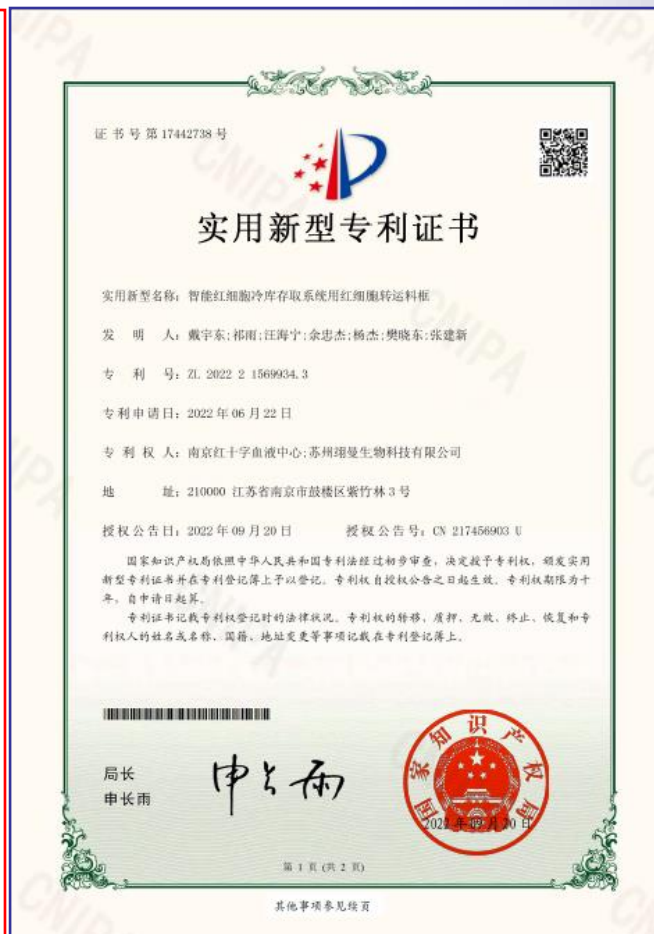 证书号第17442738号
实用新型专利证书
实用新型名称：智能红细胞冷库存取系统用红细胞转运料框
发明人：戴宇东;祁雨;汪海宁;余忠杰;杨杰;樊晓东;张建新
专利号：ZL 2022 2 1569934.3
专利申请日：2022年06月22日
专利权人：南京红十字血液中心;苏州翊曼生物科技有限公司
地址：210000 江苏省南京市鼓楼区紫竹林3号
授权公告日：2022年09月20日 授权公告号：CN 217456903 U
国家知识产权局依照中华人民共和国专利法经过初步审查，决定授予专利权，颁发实用
新型专利证书并在专利登记簿上予以登记。专利权自授权公告之日起生效。专利权期限为十
年，自申请日起算。
专利证书记载专利权登记时的法律状况。专利权的转移、质押、无效、终止、恢复和专
利权人的姓名或名称、国籍、地址变更等事项记载在专利登记簿上。
局长
申长雨
申长雨
国家知识产权局
2022年09月20日
第 1 页 (共 2 页)
其他事项参见续页
CNIPA